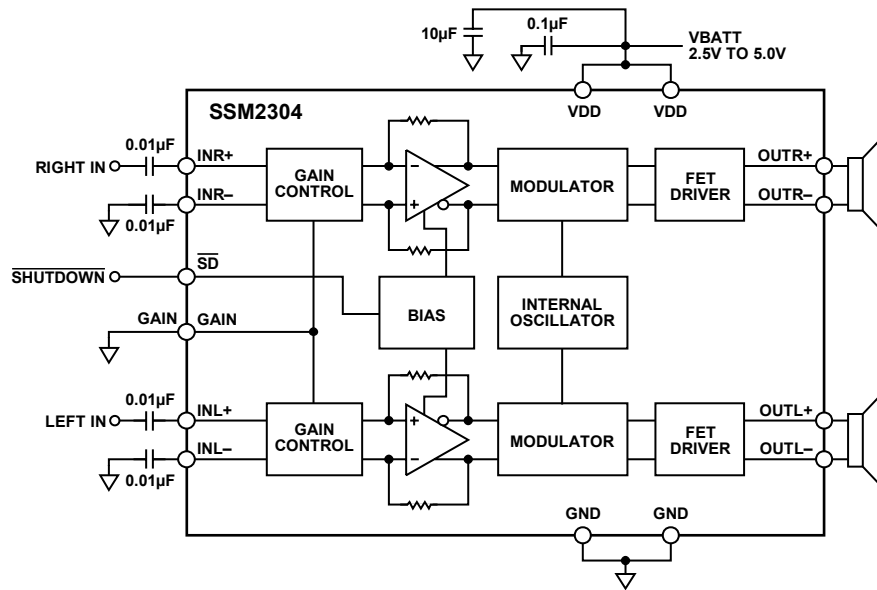 10µF
0.1µF
VBATT
2.5V TO 5.0V
SSM2304
VDD
VDD
0.01µF
RIGHT IN
INR+
INR–
0.01µF
GAIN
CONTROL
–
+
MODULATOR
FET
DRIVER
OUTR+
OUTR–
SHUTDOWN
SD
BIAS
INTERNAL
OSCILLATOR
GAIN
GAIN
0.01µF
LEFT IN
INL+
INL–
0.01µF
GAIN
CONTROL
+
–
MODULATOR
FET
DRIVER
OUTL+
OUTL–
GND
GND